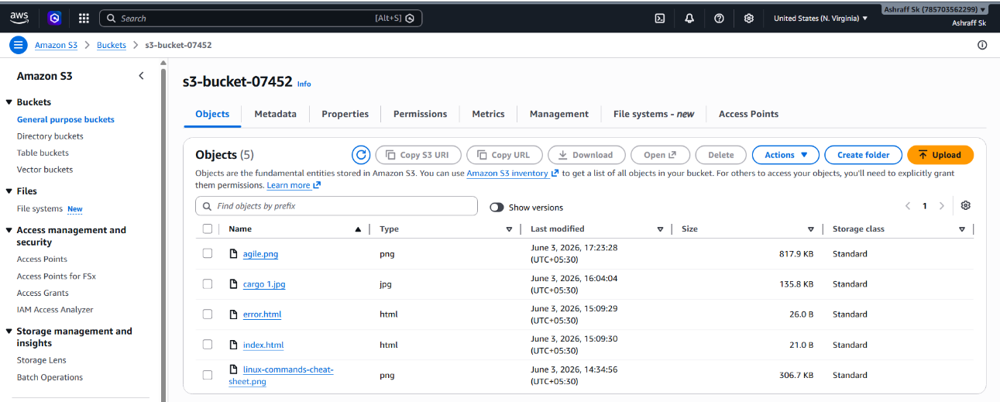 aws
Search
[Alt+S]
United States (N. Virginia)
Ashraff Sk (785703562299)
Ashraff Sk
Amazon S3
Buckets
s3-bucket-07452
Amazon S3
Buckets
General purpose buckets
Directory buckets
Table buckets
Vector buckets
Files
File systems New
Access management and
security
Access Points
Access Points for FSx
Access Grants
IAM Access Analyzer
Storage management and
insights
Storage Lens
Batch Operations
s3-bucket-07452 Info
Objects Metadata Properties Permissions Metrics Management File systems - new Access Points
Objects (5) Copy S3 URI Copy URL Download Open Delete Actions Create folder Upload
Objects are the fundamental entities stored in Amazon S3. You can use Amazon S3 inventory to get a list of all objects in your bucket. For others to access your objects, you'll need to explicitly grant
them permissions. Learn more
Find objects by prefix
Show versions
1
Name Type Last modified Size Storage class
agile.png png June 3, 2026, 17:23:28 (UTC+05:30) 817.9 KB Standard
cargo 1.jpg jpg June 3, 2026, 16:04:04 (UTC+05:30) 135.8 KB Standard
error.html html June 3, 2026, 15:09:29 (UTC+05:30) 26.0 B Standard
index.html html June 3, 2026, 15:09:30 (UTC+05:30) 21.0 B Standard
linux-commands-cheat-sheet.png png June 3, 2026, 14:34:56 (UTC+05:30) 306.7 KB Standard